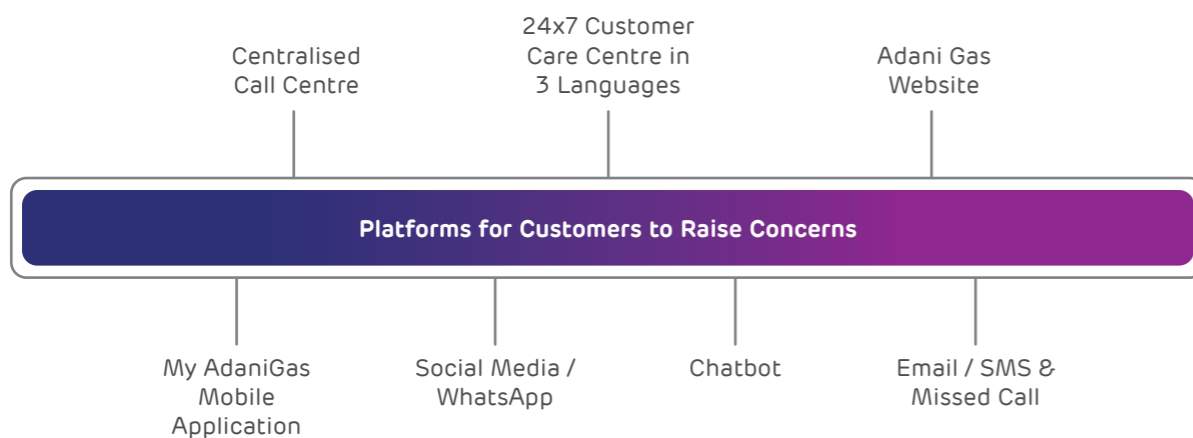 Centralised
Call Centre
24x7 Customer
Care Centre in
3 Languages
Adani Gas
Website
Platforms for Customers to Raise Concerns
My AdaniGas
Mobile
Application
Social Media /
WhatsApp
Chatbot
Email / SMS &
Missed Call